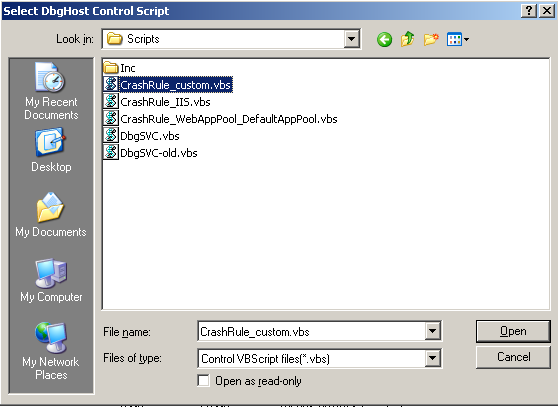 Select DbgHost Control Script
Look in:
Scripts
My Recent
Documents
Desktop
My Documents
My Computer
My Network
Places
Inc
CrashRule_custom.vbs
CrashRule_IIS.vbs
CrashRule_WebAppPool_DefaultAppPool.vbs
DbgSVC.vbs
DbgSVC-old.vbs
File name:
CrashRule_custom.vbs
Open
Files of type:
Control VBScript files(*.vbs)
Cancel
Open as read-only